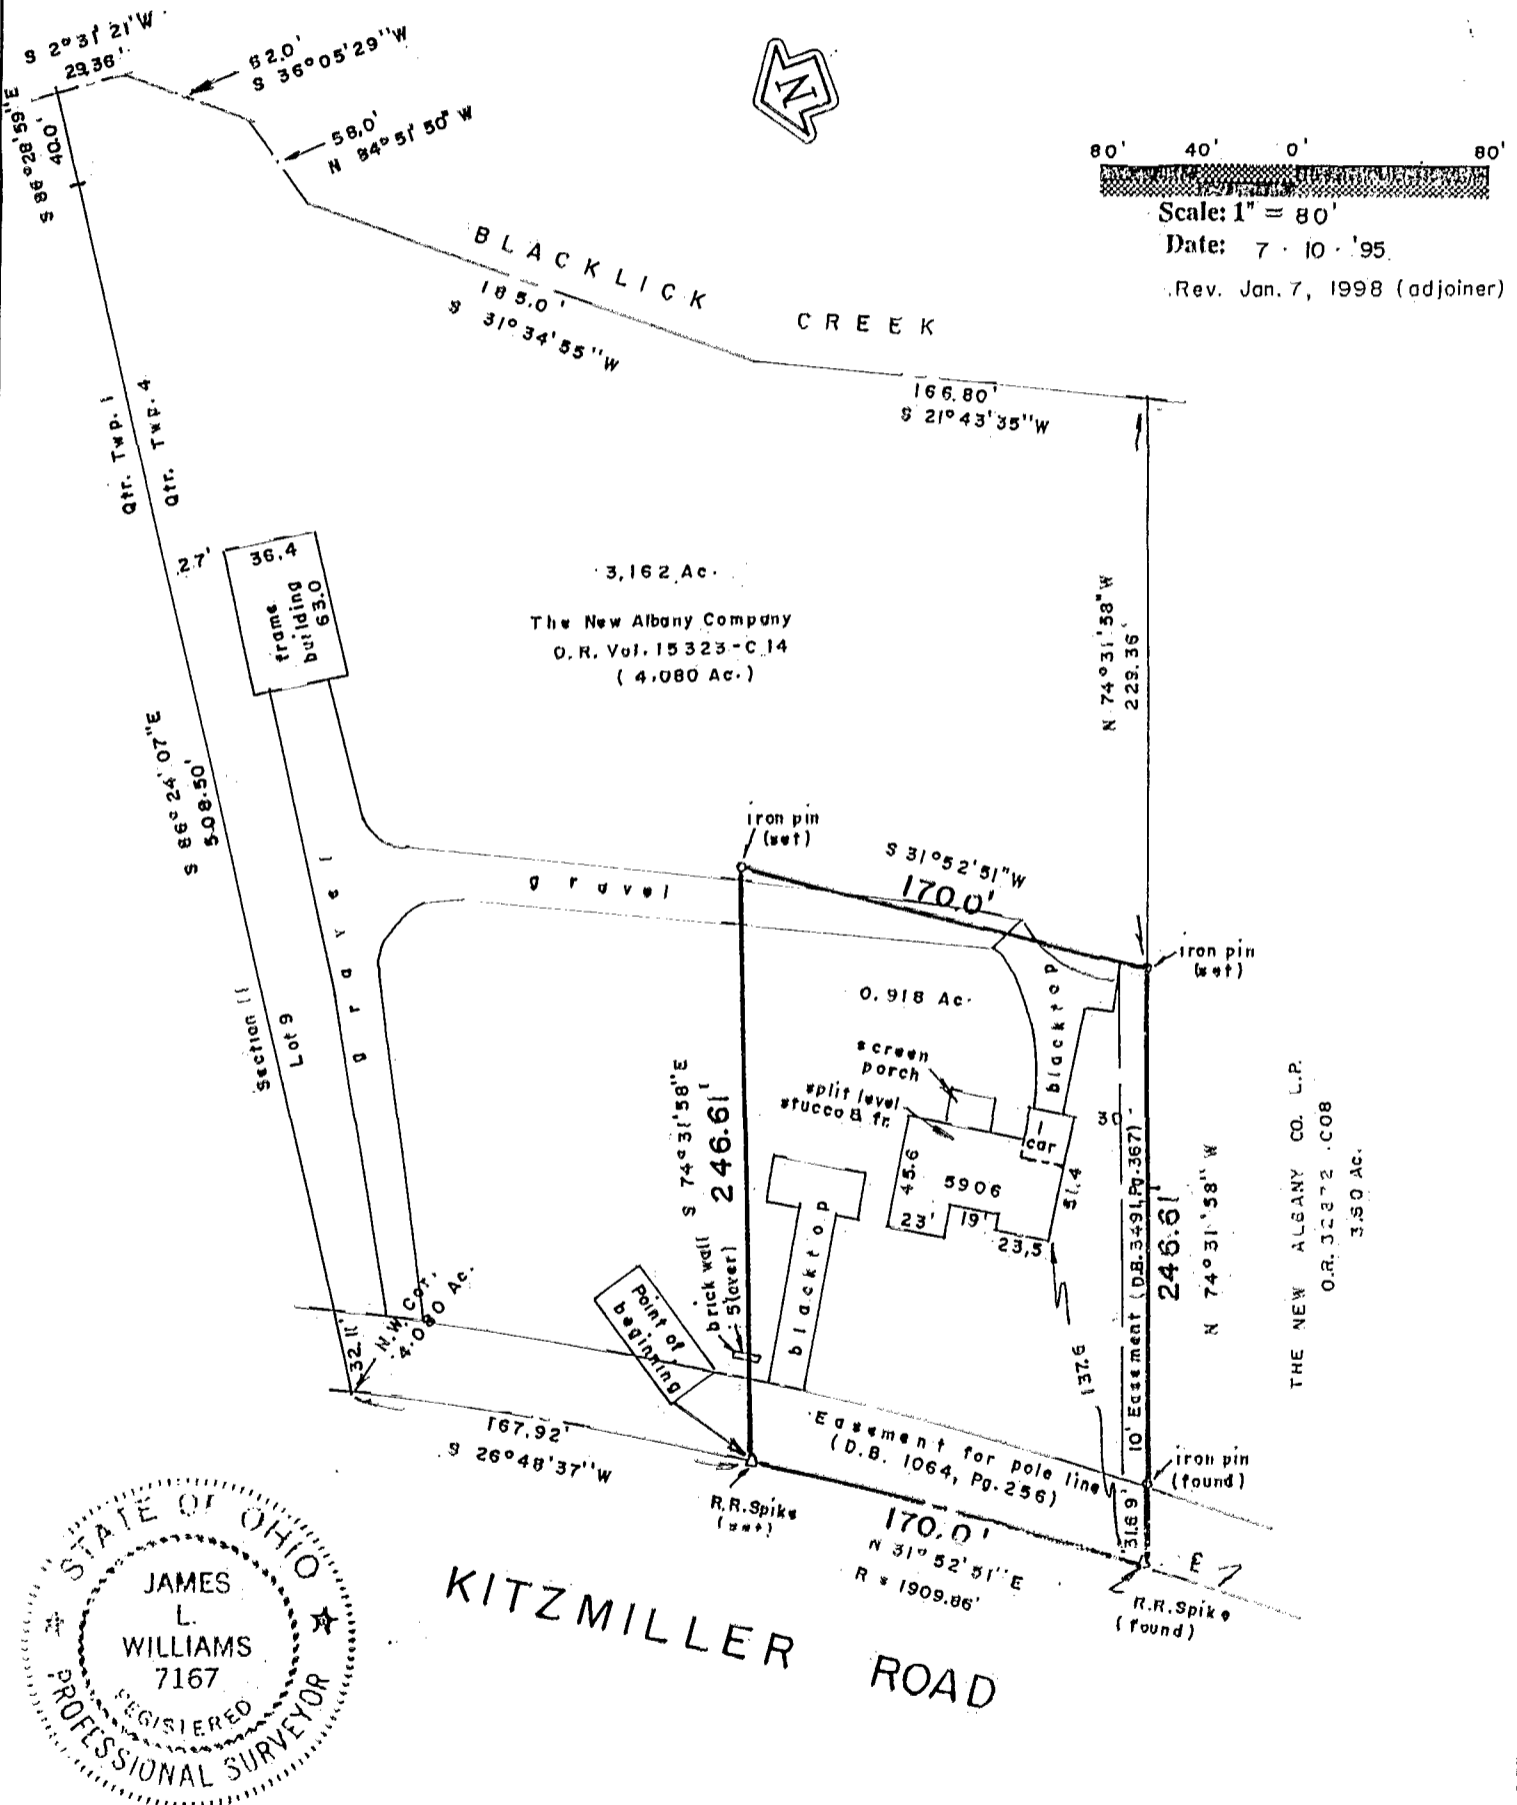 S 2°31'21"W
29.36'
82.0'
S 36°05'29"W
58.0'
N 84°51'50" W
S 86°28'59"E
40.0'
N
80' 40' 0' 80'
Scale: 1" = 80'
Date: 7 · 10 · '95
Rev. Jan. 7, 1998 (adjoiner)
BLACKLICK CREEK
185.0'
S 31°34'55"W
166.80'
S 21°43'35"W
Qtr. Twp. 1
Qtr. Twp. 4
27'
36.4
frame
building
63.0
3,162 Ac.
The New Albany Company
O.R. Vol. 15323-C 14
(4.080 Ac.)
N 74°31'58"W
229.36'
S 86°24'07"E
508.50'
iron pin
(set)
S 31°52'51"W
170.0'
gravel
gravel
iron pin
(set)
0.918 Ac.
blacktop
screen
porch
split level
stucco & fr.
1
car
30
45.6
5906
51.4
23'
19'
23.5
Section 11
Lot 9
S 74°31'58"E
246.61'
brick wall
.5'(over)
blacktop
10' Easement (D.B. 3491, Pg. 367)
246.61'
N 74°31'58" W
THE NEW ALBANY CO. L.P.
O.R. 32872 C08
3.50 Ac.
137.6
Point of
beginning
32.11'
N.W. Cor.
4.080 Ac.
167.92'
S 26°48'37"W
Easement for pole line
(D.B. 1064, Pg. 256)
iron pin
(found)
31.69'
R.R. Spike
(set)
170.0'
N 31°52'51"E
R = 1909.86'
E
R.R. Spike
(found)
KITZMILLER ROAD
STATE OF OHIO
JAMES
L.
WILLIAMS
7167
REGISTERED
PROFESSIONAL SURVEYOR